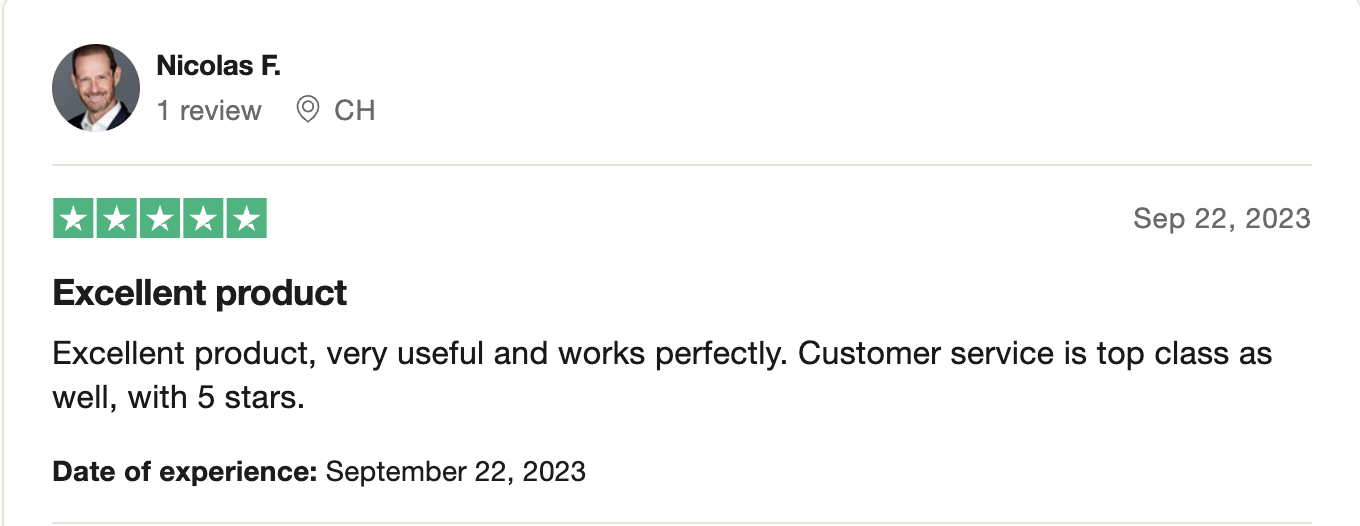 Nicolas F.
1 review CH
Sep 22, 2023
Excellent product
Excellent product, very useful and works perfectly. Customer service is top class as
well, with 5 stars.
Date of experience: September 22, 2023